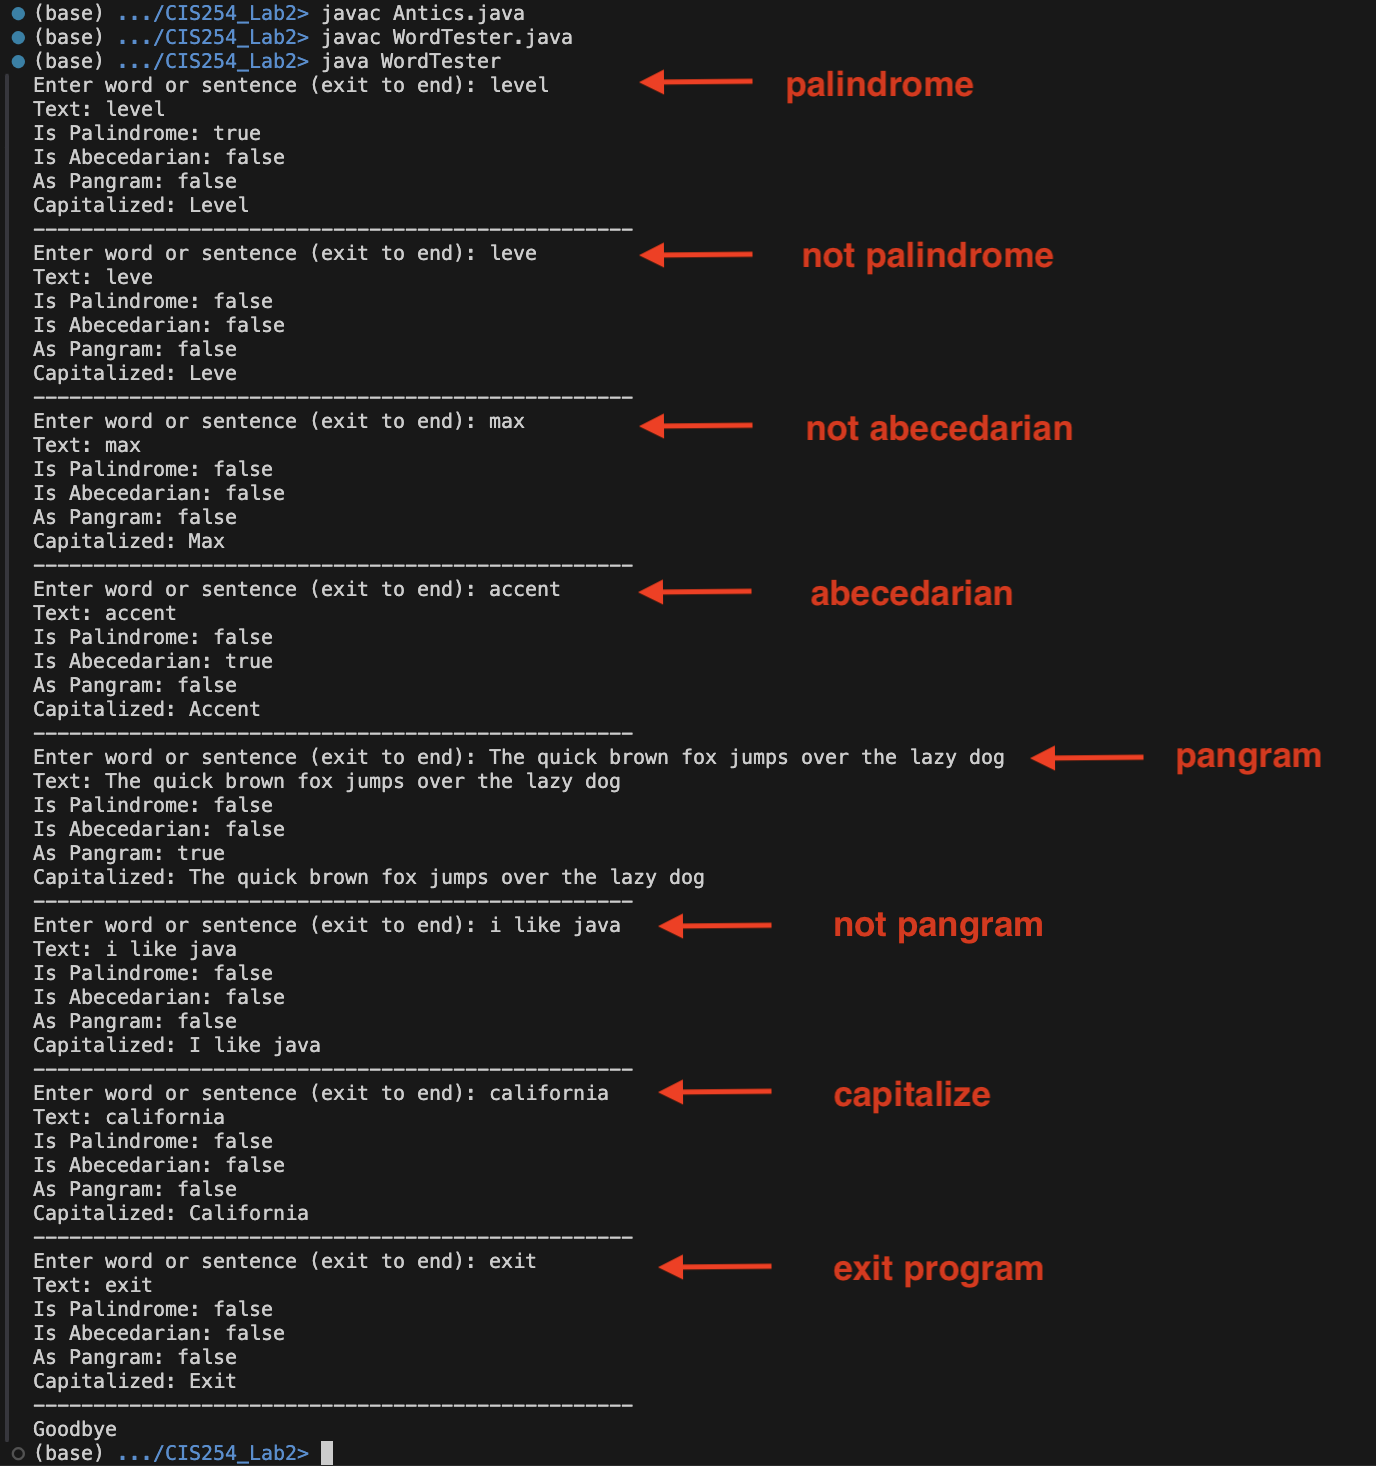 (base) .../CIS254_Lab2> javac Antics.java
(base) .../CIS254_Lab2> javac WordTester.java
(base) .../CIS254_Lab2> java WordTester
Enter word or sentence (exit to end): level palindrome
Text: level
Is Palindrome: true
Is Abecedarian: false
As Pangram: false
Capitalized: Level
--------------------------------------------------
Enter word or sentence (exit to end): leve not palindrome
Text: leve
Is Palindrome: false
Is Abecedarian: false
As Pangram: false
Capitalized: Leve
--------------------------------------------------
Enter word or sentence (exit to end): max not abecedarian
Text: max
Is Palindrome: false
Is Abecedarian: false
As Pangram: false
Capitalized: Max
--------------------------------------------------
Enter word or sentence (exit to end): accent abecedarian
Text: accent
Is Palindrome: false
Is Abecedarian: true
As Pangram: false
Capitalized: Accent
--------------------------------------------------
Enter word or sentence (exit to end): The quick brown fox jumps over the lazy dog pangram
Text: The quick brown fox jumps over the lazy dog
Is Palindrome: false
Is Abecedarian: false
As Pangram: true
Capitalized: The quick brown fox jumps over the lazy dog
--------------------------------------------------
Enter word or sentence (exit to end): i like java not pangram
Text: i like java
Is Palindrome: false
Is Abecedarian: false
As Pangram: false
Capitalized: I like java
--------------------------------------------------
Enter word or sentence (exit to end): california capitalize
Text: california
Is Palindrome: false
Is Abecedarian: false
As Pangram: false
Capitalized: California
--------------------------------------------------
Enter word or sentence (exit to end): exit exit program
Text: exit
Is Palindrome: false
Is Abecedarian: false
As Pangram: false
Capitalized: Exit
--------------------------------------------------
Goodbye
(base) .../CIS254_Lab2>